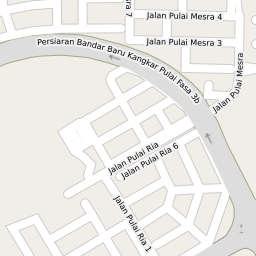 Jalan Pulai Mesra 4
7
Jalan Pulai Mesra 3
Persiaran Bandar Baru Kangkar Pulai Fasa 3b
Jalan Pulai Mesra
Jalan Pulai Ria
Jalan Pulai Ria 6
Jalan Pulai Ria 1